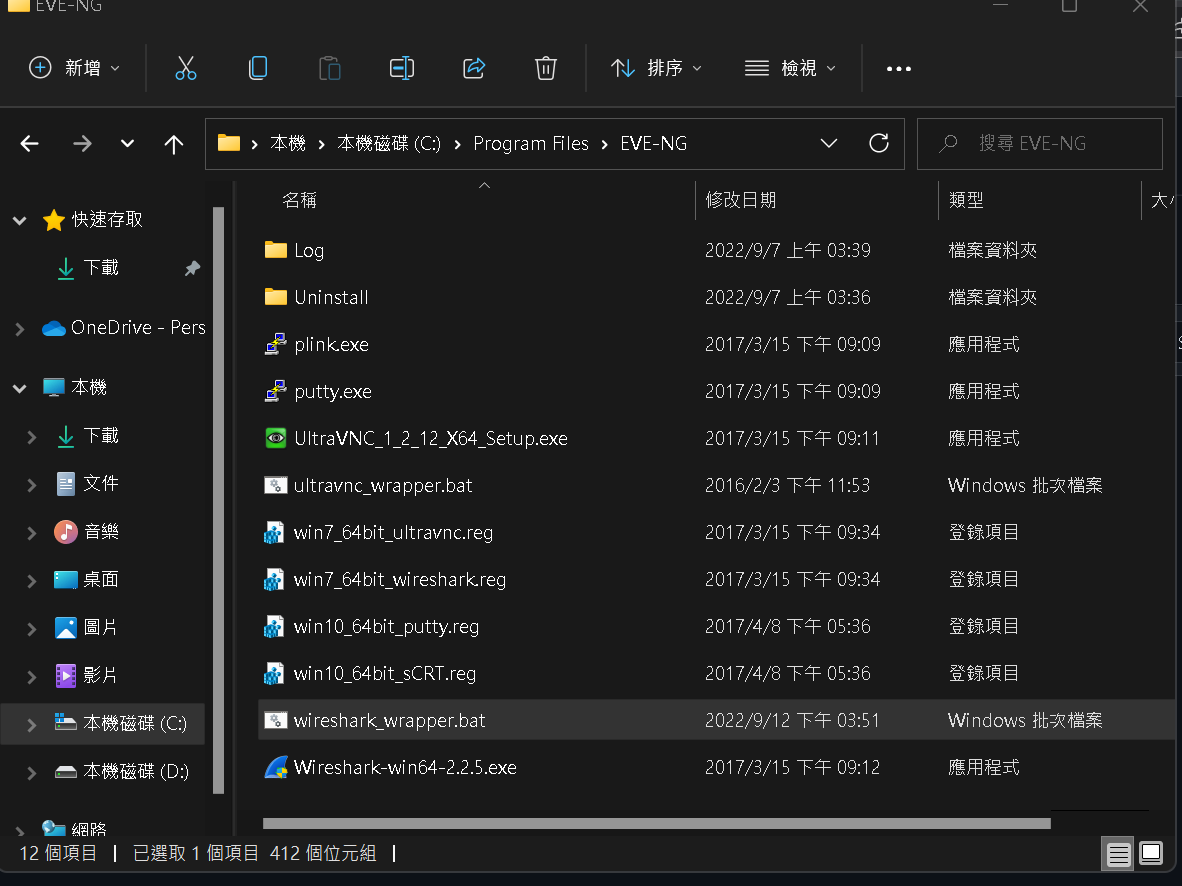 EVE-NG
新增 排序 檢視
本機 本機磁碟 (C:) Program Files EVE-NG 搜尋 EVE-NG
快速存取
下載
OneDrive - Pers
本機
下載
文件
音樂
桌面
圖片
影片
本機磁碟 (C:)
本機磁碟 (D:)
網路
名稱 修改日期 類型
Log 2022/9/7 上午 03:39 檔案資料夾
Uninstall 2022/9/7 上午 03:36 檔案資料夾
plink.exe 2017/3/15 下午 09:09 應用程式
putty.exe 2017/3/15 下午 09:09 應用程式
UltraVNC_1_2_12_X64_Setup.exe 2017/3/15 下午 09:11 應用程式
ultravnc_wrapper.bat 2016/2/3 下午 11:53 Windows 批次檔案
win7_64bit_ultravnc.reg 2017/3/15 下午 09:34 登錄項目
win7_64bit_wireshark.reg 2017/3/15 下午 09:34 登錄項目
win10_64bit_putty.reg 2017/4/8 下午 05:36 登錄項目
win10_64bit_sCRT.reg 2017/4/8 下午 05:36 登錄項目
wireshark_wrapper.bat 2022/9/12 下午 03:51 Windows 批次檔案
Wireshark-win64-2.2.5.exe 2017/3/15 下午 09:12 應用程式
12 個項目 已選取 1 個項目 412 個位元組